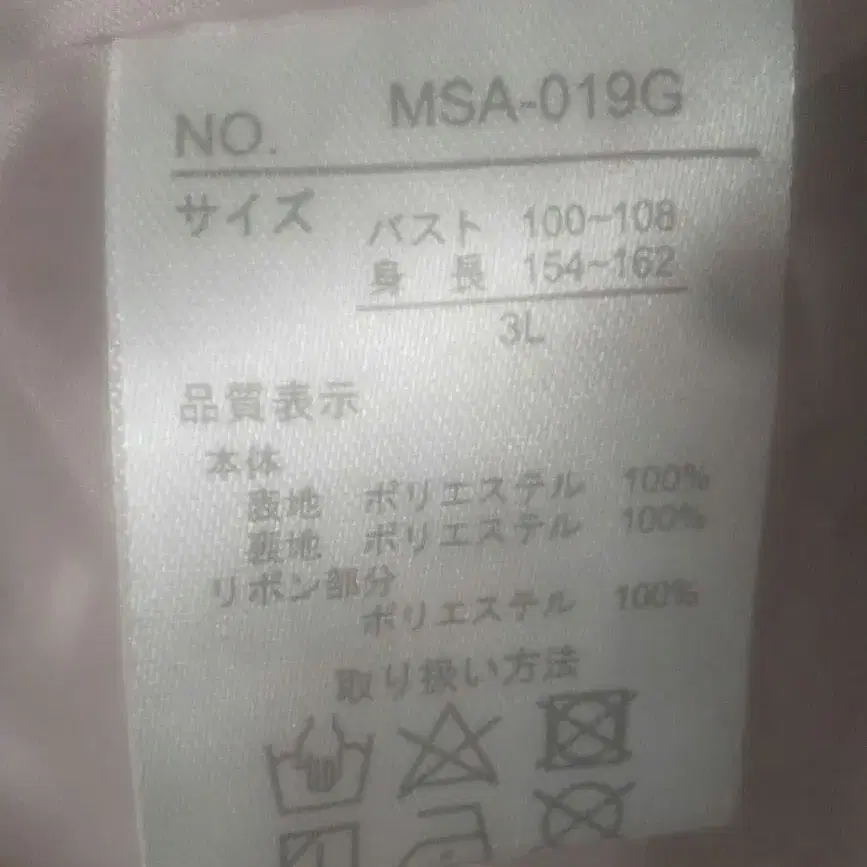 NO. MSA-019G
サイズ バスト 100~108
身 長 154~162
3L
品質表示
本体
表地 ポリエステル 100%
裏地 ポリエステル 100%
リボン部分
ポリエステル 100%
取り扱い方法